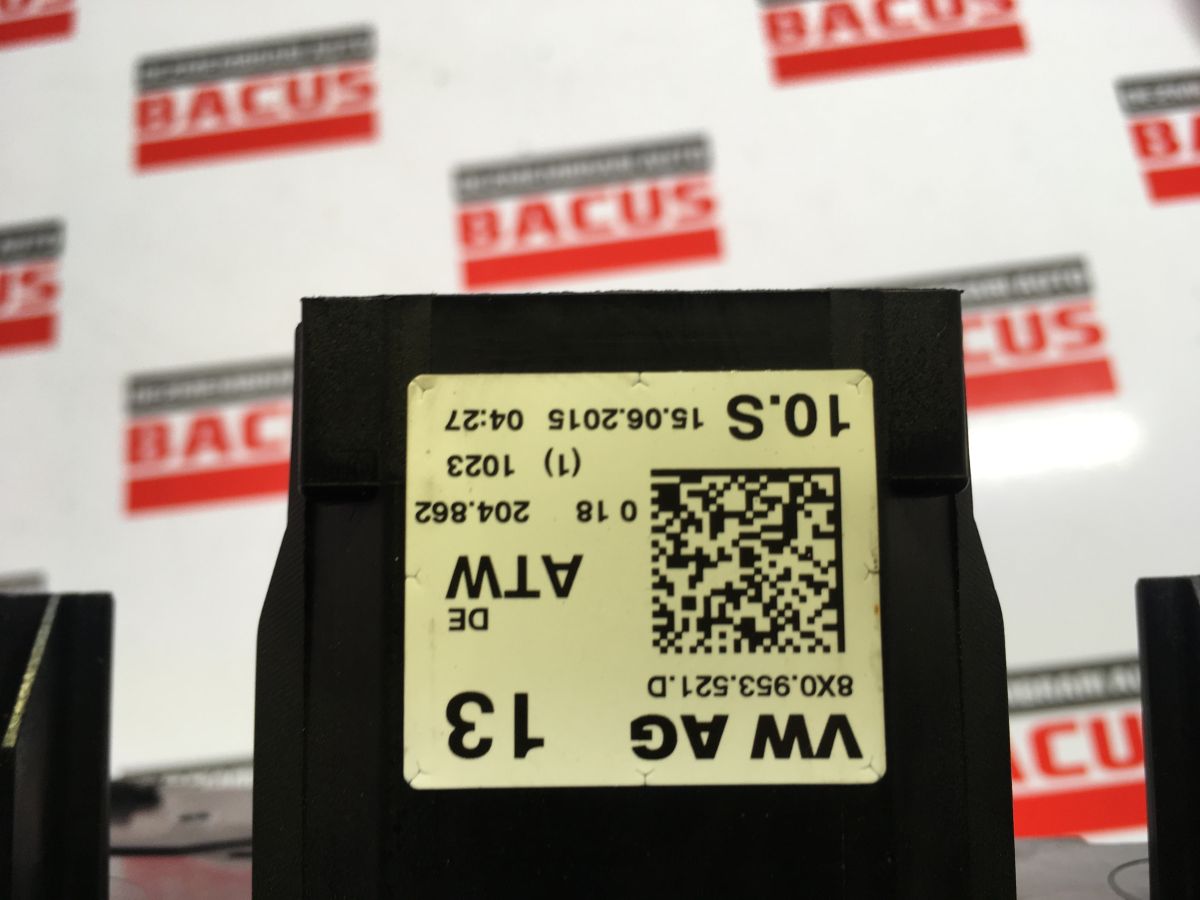 BACUS
BACUS
BACUS
AUTO
BACUS
VW AG 13
8X0.953.521.D
DE
ATW
0 18 204.862
(1) 1023
10.S 15.06.2015 04:27